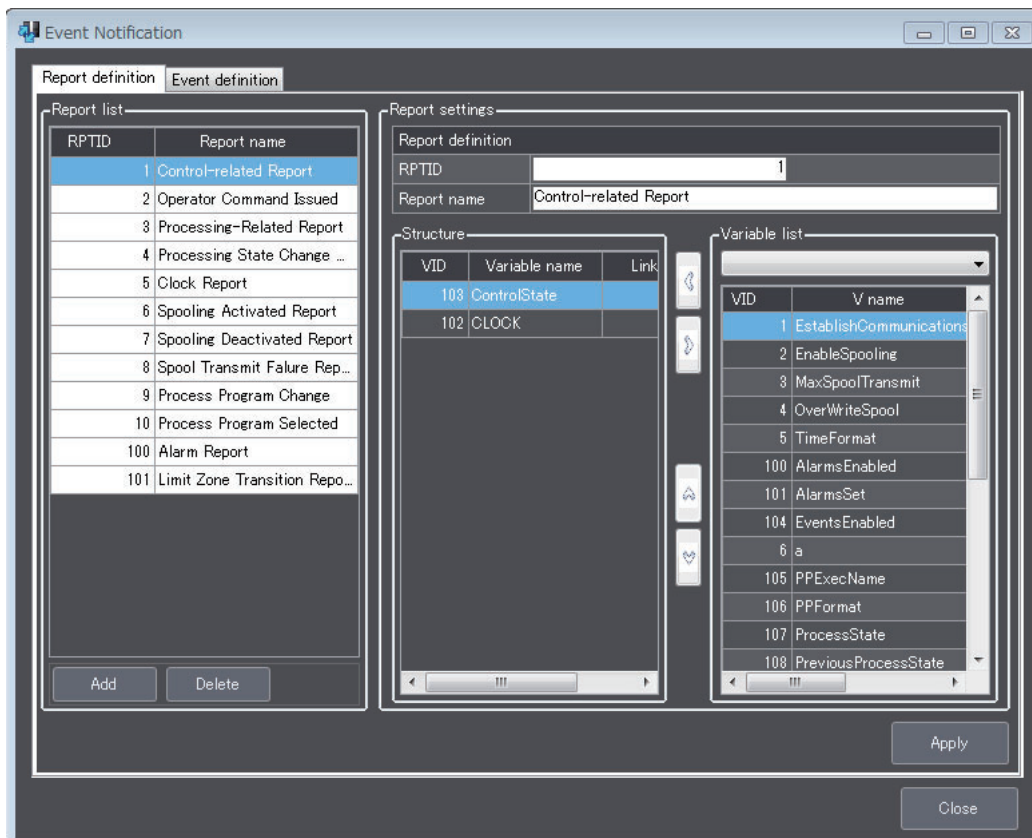 Event Notification
Report definition Event definition
Report list
RPTID Report name
1 Control-related Report
2 Operator Command Issued
3 Processing-Related Report
4 Processing State Change ...
5 Clock Report
6 Spooling Activated Report
7 Spooling Deactivated Report
8 Spool Transmit Falure Rep...
9 Process Program Change
10 Process Program Selected
100 Alarm Report
101 Limit Zone Transition Repo...
Add Delete
Report settings
Report definition
RPTID 1
Report name Control-related Report
Structure
VID Variable name Link
103 ControlState
102 CLOCK
Variable list
VID V name
1 EstablishCommunications
2 EnableSpooling
3 MaxSpoolTransmit
4 OverWriteSpool
5 TimeFormat
100 AlarmsEnabled
101 AlarmsSet
104 EventsEnabled
6 a
105 PPExecName
106 PPFormat
107 ProcessState
108 PreviousProcessState
Apply
Close